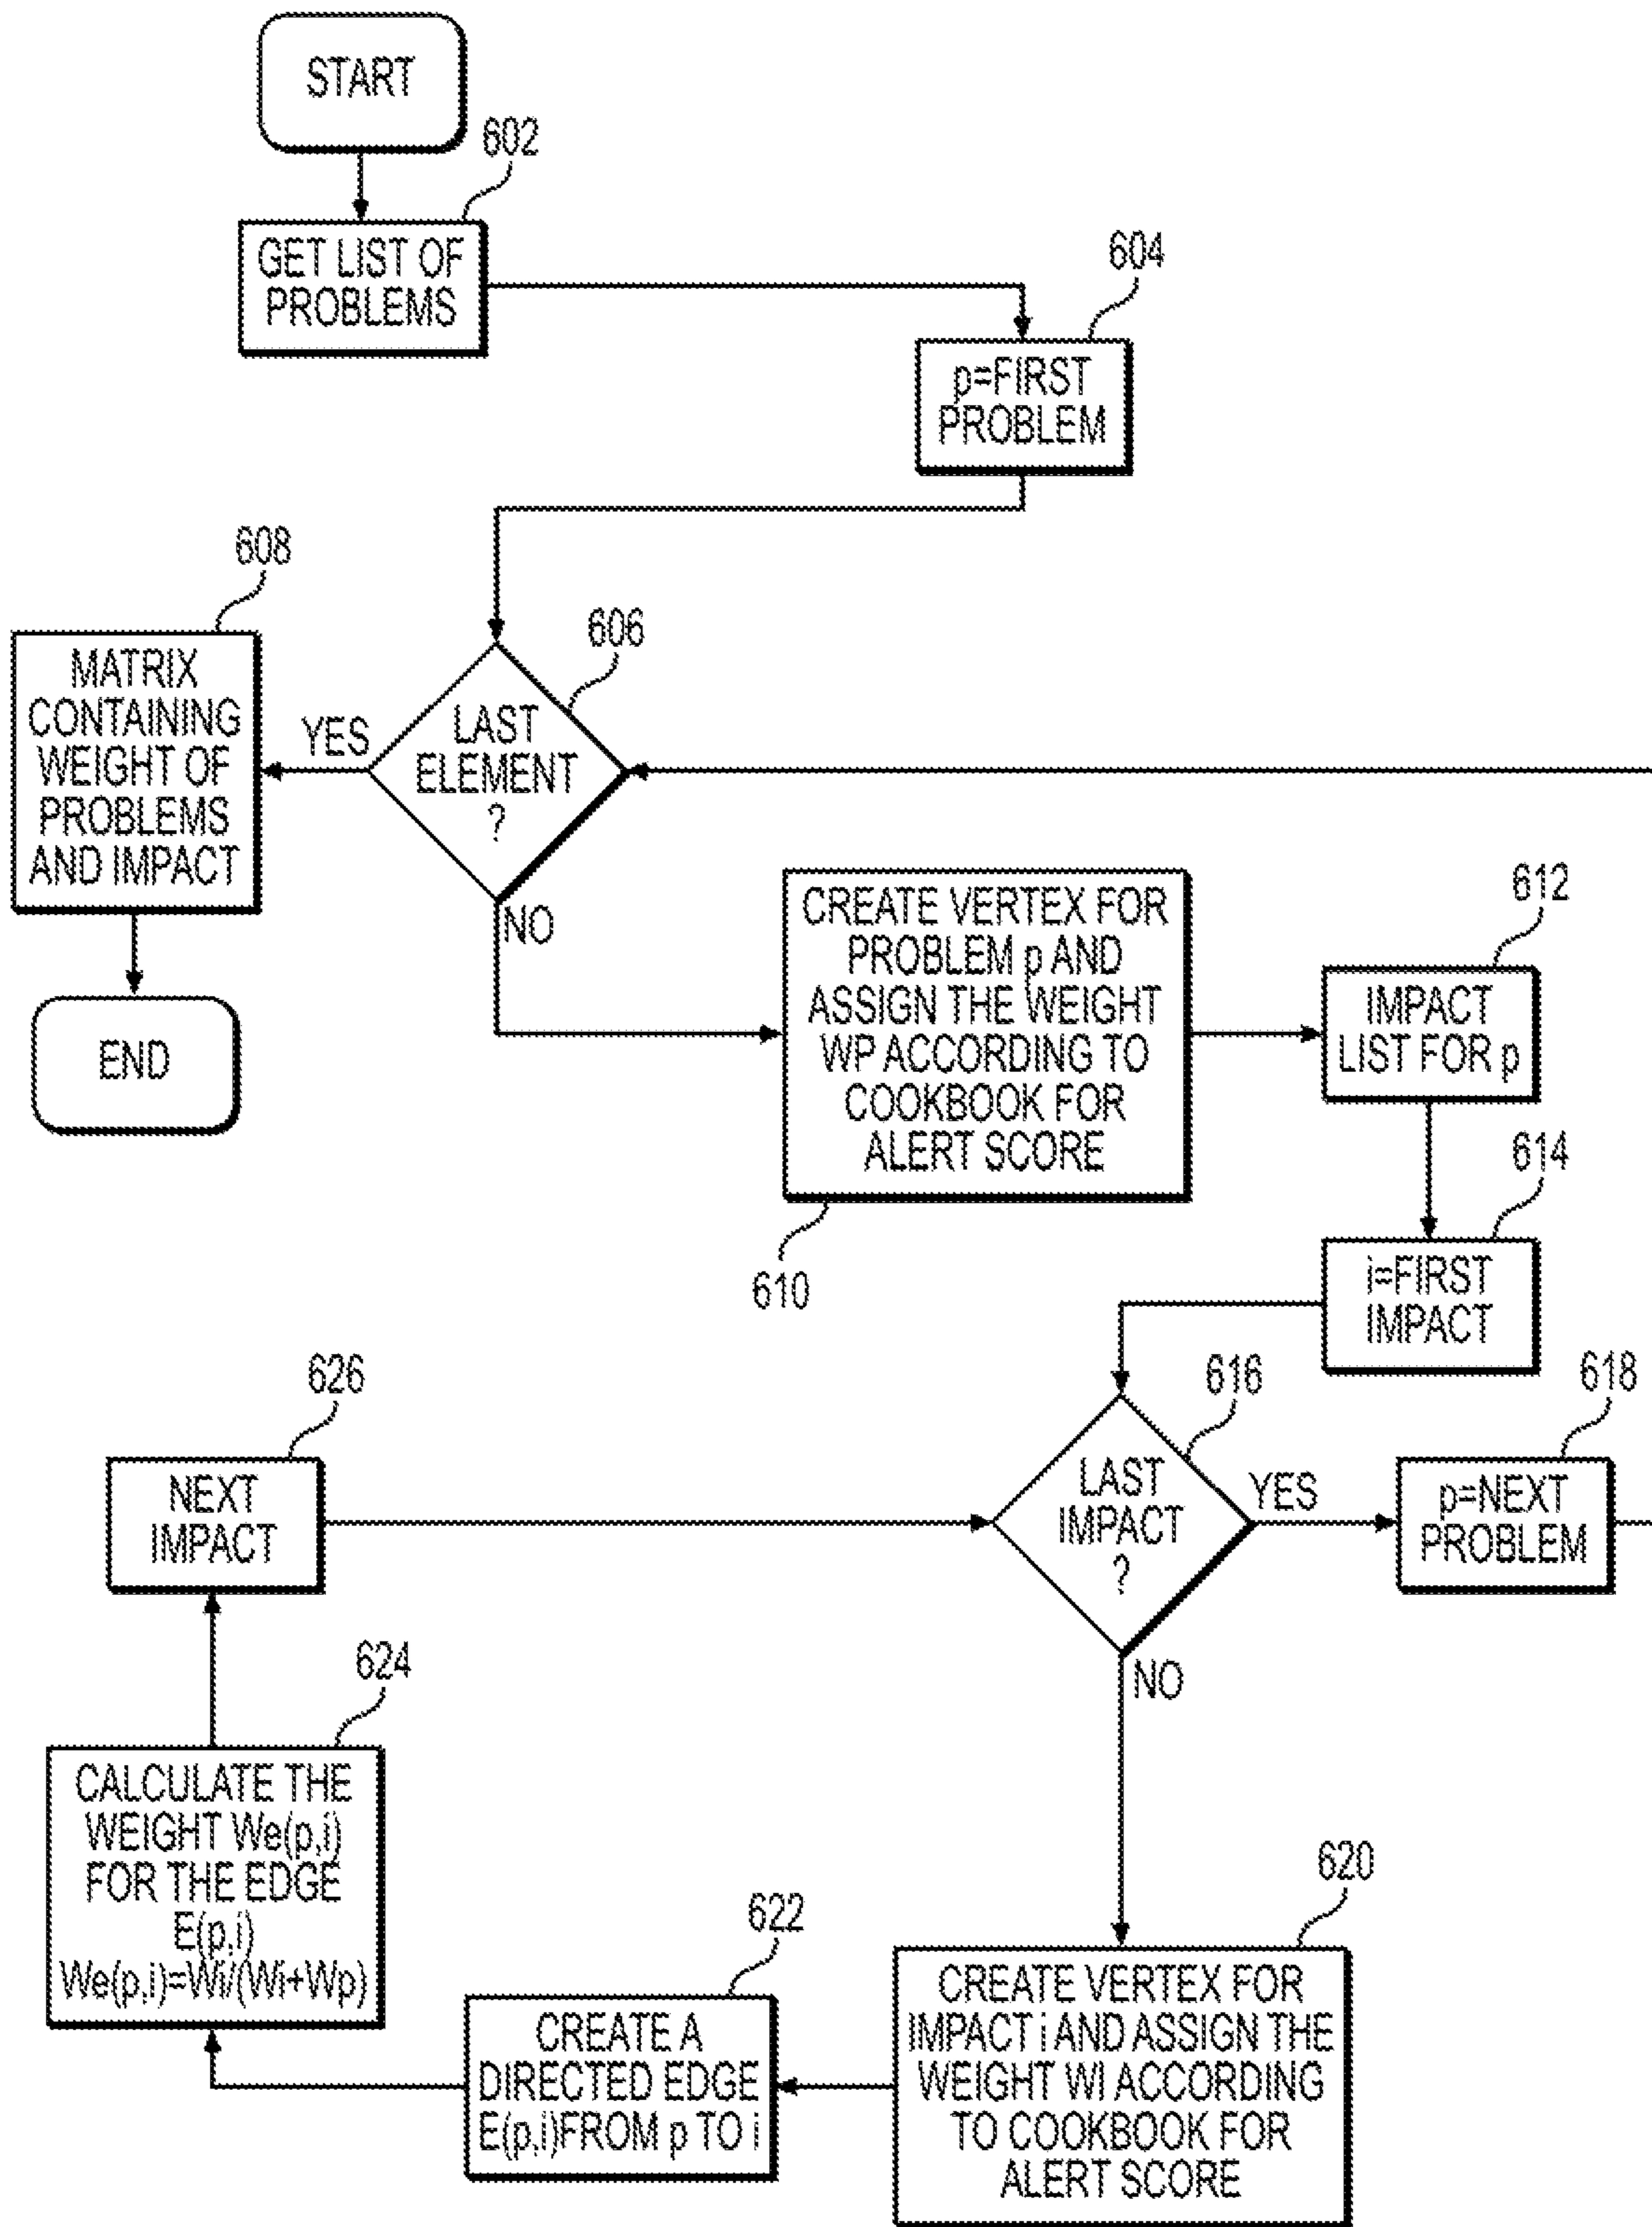 START
602
GET LIST OF
PROBLEMS
604
p=FIRST
PROBLEM
608
MATRIX
CONTAINING
WEIGHT OF
PROBLEMS
AND IMPACT
YES
606
LAST
ELEMENT
?
NO
END
CREATE VERTEX FOR
PROBLEM p AND
ASSIGN THE WEIGHT
WP ACCORDING TO
COOKBOOK FOR
ALERT SCORE
610
612
IMPACT
LIST FOR p
614
i=FIRST
IMPACT
616
LAST
IMPACT
?
YES
NO
618
p=NEXT
PROBLEM
620
CREATE VERTEX FOR
IMPACT i AND ASSIGN THE
WEIGHT WI ACCORDING
TO COOKBOOK FOR
ALERT SCORE
622
CREATE A
DIRECTED EDGE
E(p,i)FROM p TO i
624
CALCULATE THE
WEIGHT We(p,i)
FOR THE EDGE
E(p,i)
We(p,i)=Wi/(Wi+Wp)
626
NEXT
IMPACT